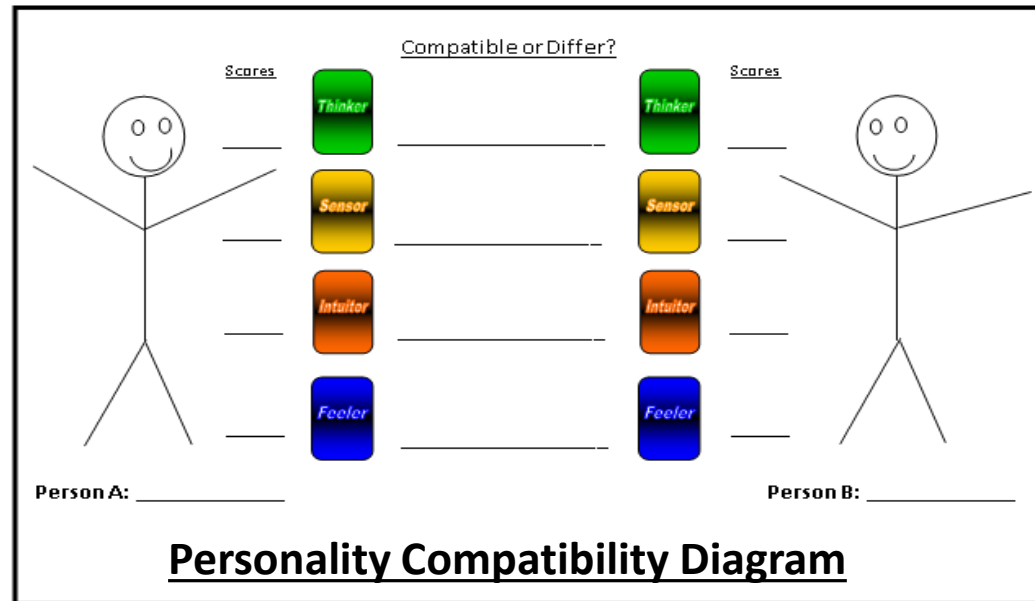 Compatible or Differ?
Scores Scores
Thinker Thinker
Sensor Sensor
Intuitor Intuitor
Feeler Feeler
Person A: Person B:
Personality Compatibility Diagram